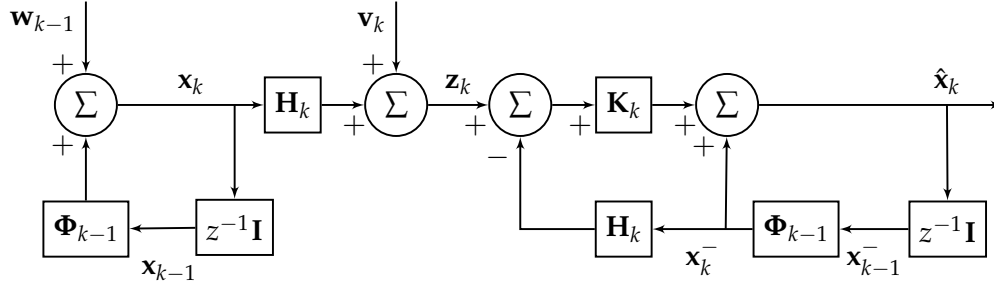 w_{k−1}
v_k
+
+
x_k
z_k
x̂_k
Σ
H_k
Σ
Σ
K_k
Σ
+
+
+
+
+
+
−
+
Φ_{k−1}
z^{−1}I
H_k
Φ_{k−1}
z^{−1}I
x_{k−1}
x_k^−
x_{k−1}^−